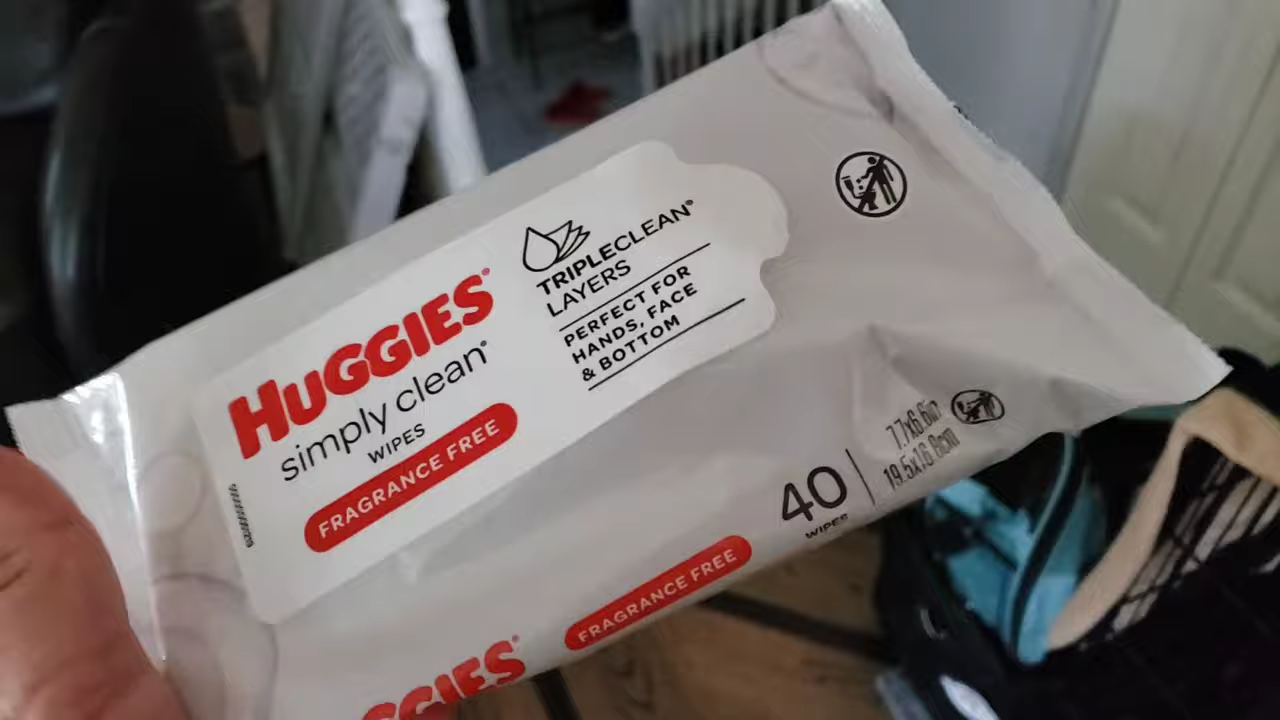 HUGGIES®
simply clean®
WIPES
FRAGRANCE FREE
TRIPLECLEAN®
LAYERS
PERFECT FOR
HANDS, FACE
& BOTTOM
40
WIPES
7.7x6.6in
19.5x16.8cm
FRAGRANCE FREE
GGIES®